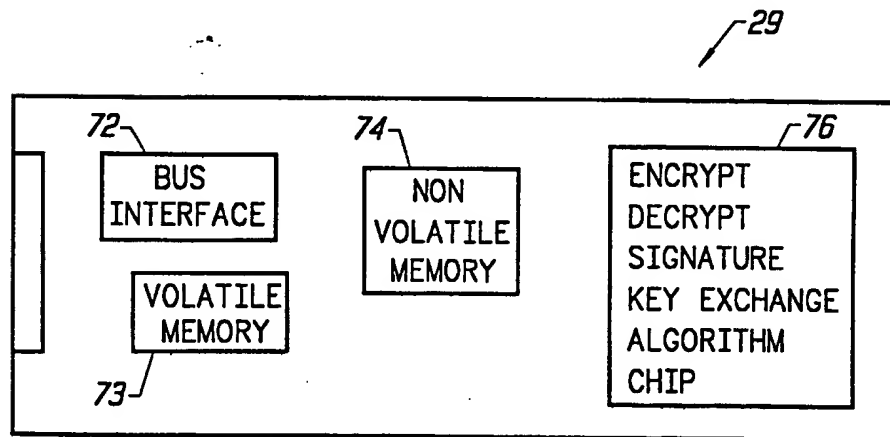 29
72
BUS
INTERFACE
74
NON
VOLATILE
MEMORY
76
ENCRYPT
DECRYPT
SIGNATURE
KEY EXCHANGE
ALGORITHM
CHIP
VOLATILE
MEMORY
73